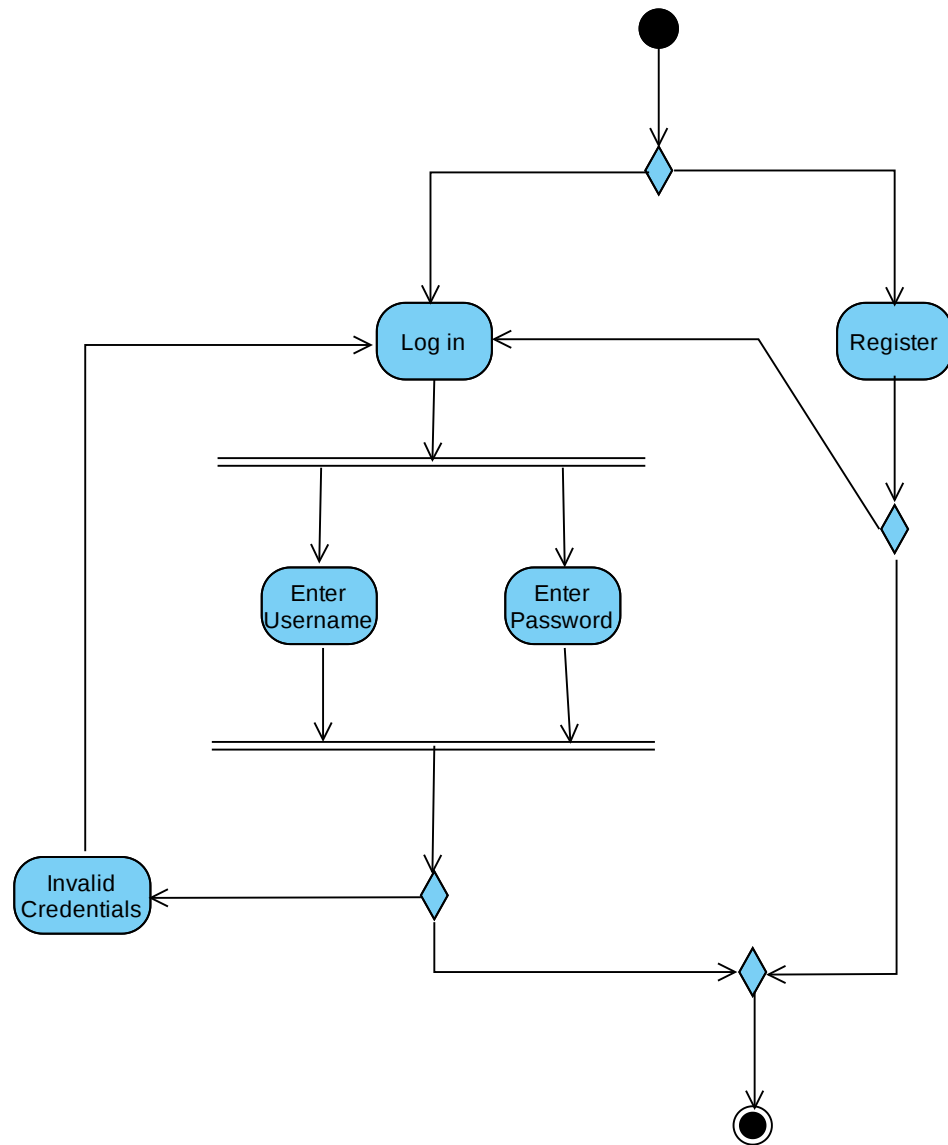 Log in
Register
Enter
Username
Enter
Password
Invalid
Credentials